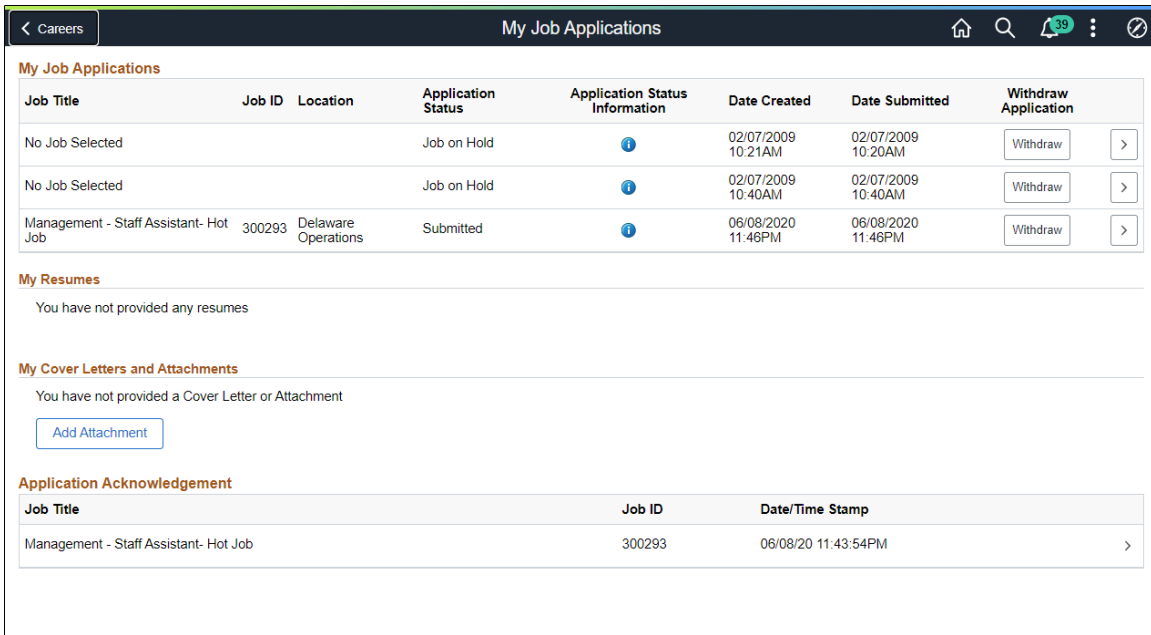 Careers
My Job Applications
39
My Job Applications
Job Title Job ID Location Application Status Application Status Information Date Created Date Submitted Withdraw Application
No Job Selected Job on Hold 02/07/2009 10:21AM 02/07/2009 10:20AM Withdraw
No Job Selected Job on Hold 02/07/2009 10:40AM 02/07/2009 10:40AM Withdraw
Management - Staff Assistant- Hot Job 300293 Delaware Operations Submitted 06/08/2020 11:46PM 06/08/2020 11:46PM Withdraw
My Resumes
You have not provided any resumes
My Cover Letters and Attachments
You have not provided a Cover Letter or Attachment
Add Attachment
Application Acknowledgement
Job Title Job ID Date/Time Stamp
Management - Staff Assistant- Hot Job 300293 06/08/20 11:43:54PM